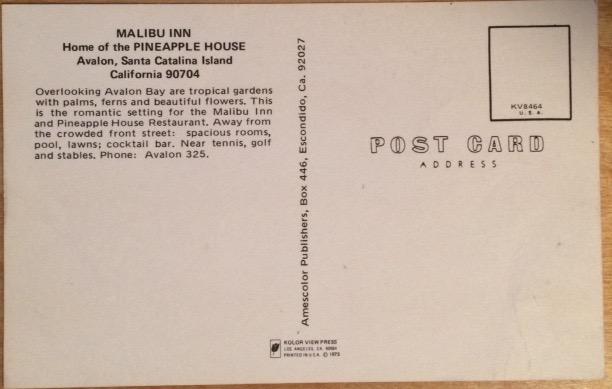 MALIBU INN
Home of the PINEAPPLE HOUSE
Avalon, Santa Catalina Island
California 90704
Overlooking Avalon Bay are tropical gardens
with palms, ferns and beautiful flowers. This
is the romantic setting for the Malibu Inn
and Pineapple House Restaurant. Away from
the crowded front street: spacious rooms,
pool, lawns; cocktail bar. Near tennis, golf
and stables. Phone: Avalon 325.
Amescolor Publishers, Box 446, Escondido, Ca. 92027
KV8464
U.S.A.
POST CARD
ADDRESS
KOLOR VIEW PRESS
LOS ANGELES, CA.
PRINTED IN U.S.A. © 1973